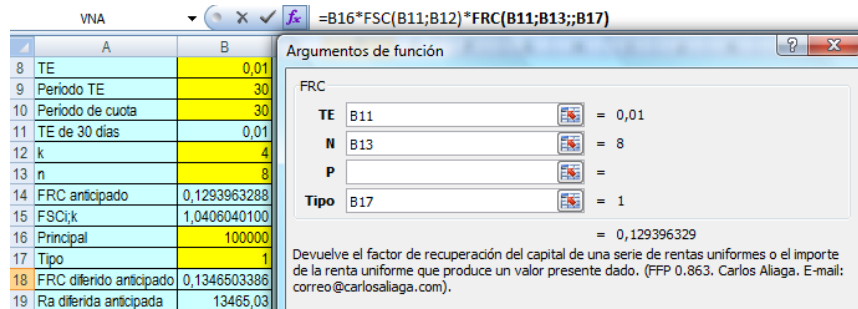 VNA =B16*FSC(B11;B12)*FRC(B11;B13;;B17)
A B
8 TE 0,01
9 Periodo TE 30
10 Periodo de cuota 30
11 TE de 30 días 0,01
12 k 4
13 n 8
14 FRC anticipado 0,1293963288
15 FSCi;k 1,0406040100
16 Principal 100000
17 Tipo 1
18 FRC diferido anticipado 0,1346503386
19 Ra diferida anticipada 13465,03
Argumentos de función
FRC
TE B11 = 0,01
N B13 = 8
P =
Tipo B17 = 1
= 0,129396329
Devuelve el factor de recuperación del capital de una serie de rentas uniformes o el importe
de la renta uniforme que produce un valor presente dado. (FFP 0.863. Carlos Aliaga. E-mail:
correo@carlosaliaga.com).